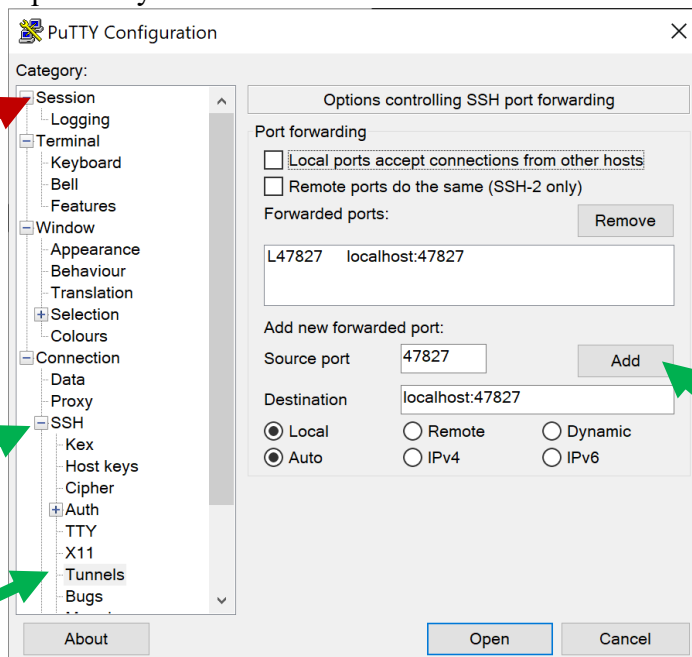 PuTTY Configuration
Category:
Session
Logging
Terminal
Keyboard
Bell
Features
Window
Appearance
Behaviour
Translation
Selection
Colours
Connection
Data
Proxy
SSH
Kex
Host keys
Cipher
Auth
TTY
X11
Tunnels
Bugs
Options controlling SSH port forwarding
Port forwarding
Local ports accept connections from other hosts
Remote ports do the same (SSH-2 only)
Forwarded ports:
Remove
L47827 localhost:47827
Add new forwarded port:
Source port 47827 Add
Destination localhost:47827
Local Remote Dynamic
Auto IPv4 IPv6
About Open Cancel